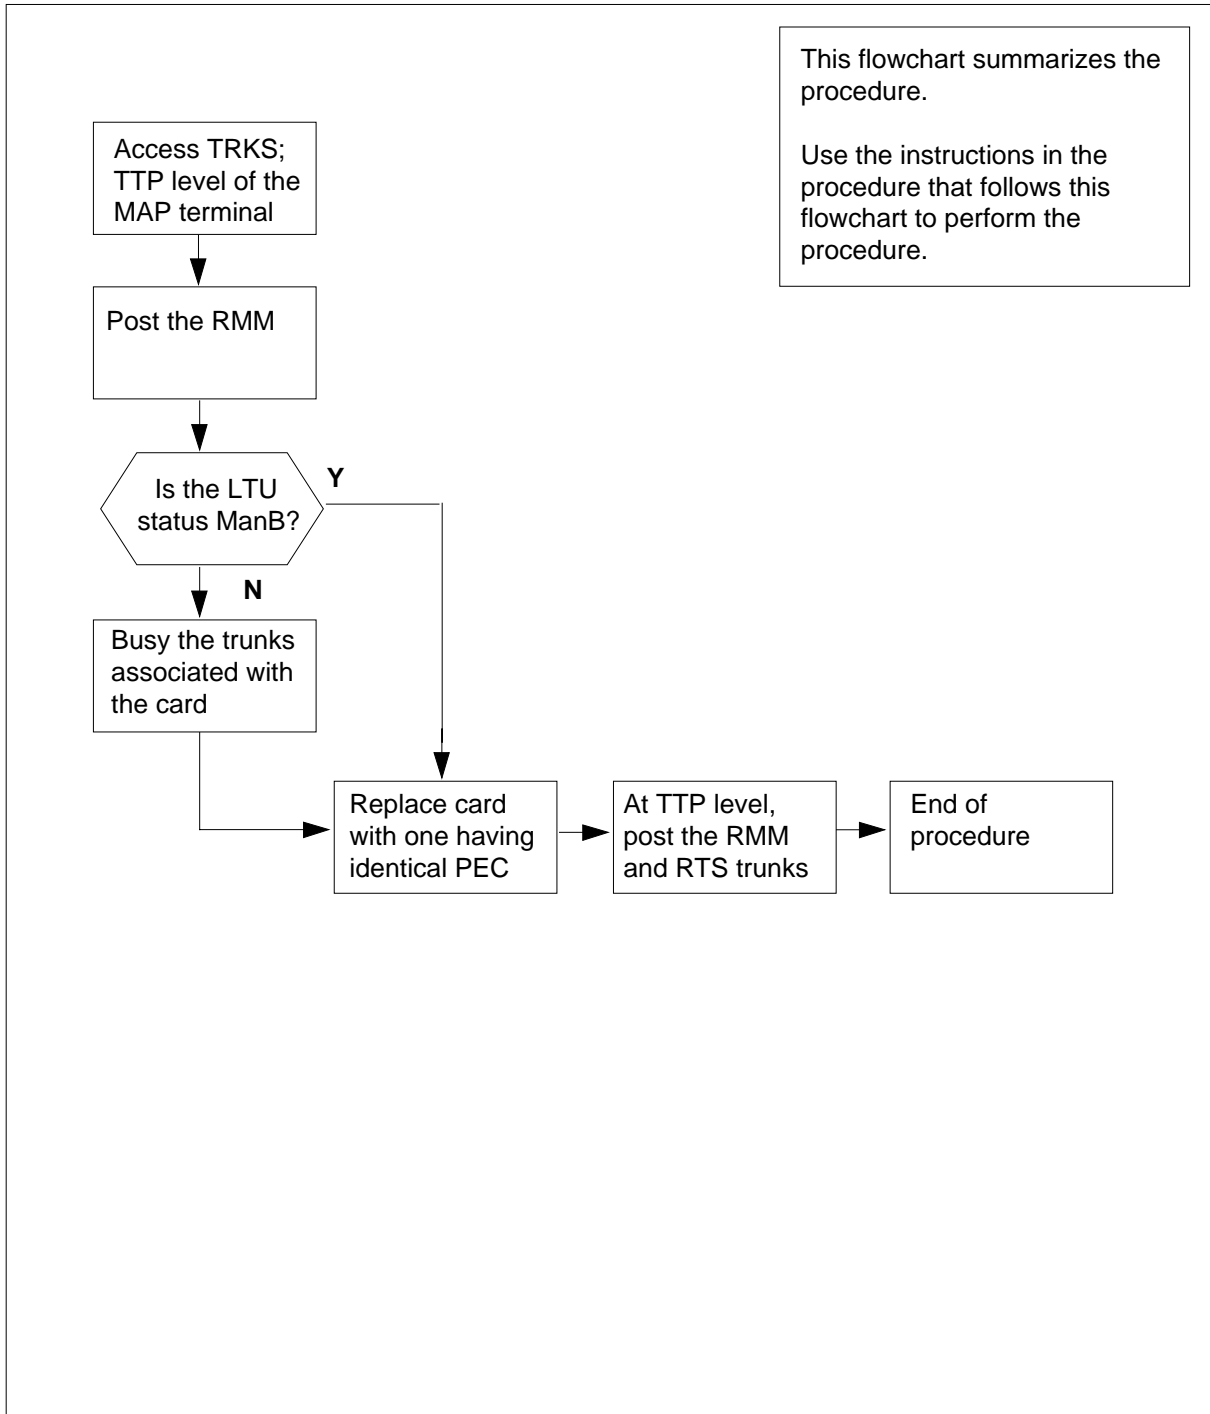 This flowchart summarizes the
procedure.
Use the instructions in the
procedure that follows this
flowchart to perform the
procedure.
Access TRKS;
TTP level of the
MAP terminal
Post the RMM
Is the LTU
status ManB?
Y
N
Busy the trunks
associated with
the card
Replace card
with one having
identical PEC
At TTP level,
post the RMM
and RTS trunks
End of
procedure